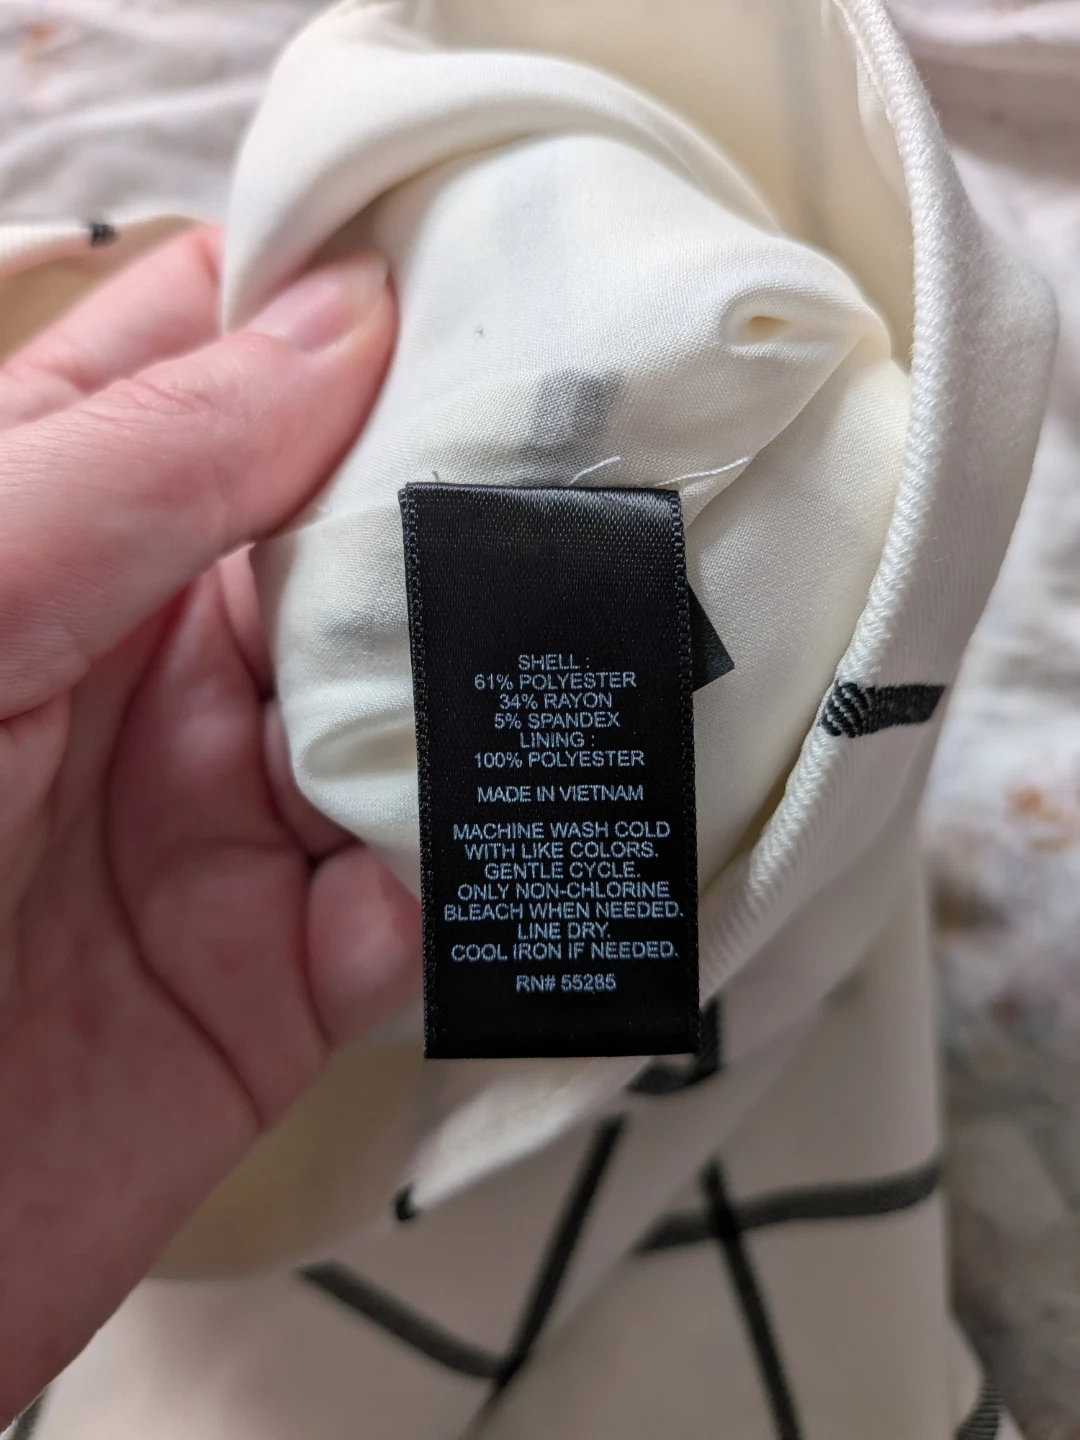 SHELL :
61% POLYESTER
34% RAYON
5% SPANDEX
LINING :
100% POLYESTER
MADE IN VIETNAM
MACHINE WASH COLD
WITH LIKE COLORS.
GENTLE CYCLE.
ONLY NON-CHLORINE
BLEACH WHEN NEEDED.
LINE DRY.
COOL IRON IF NEEDED.
RN# 55285